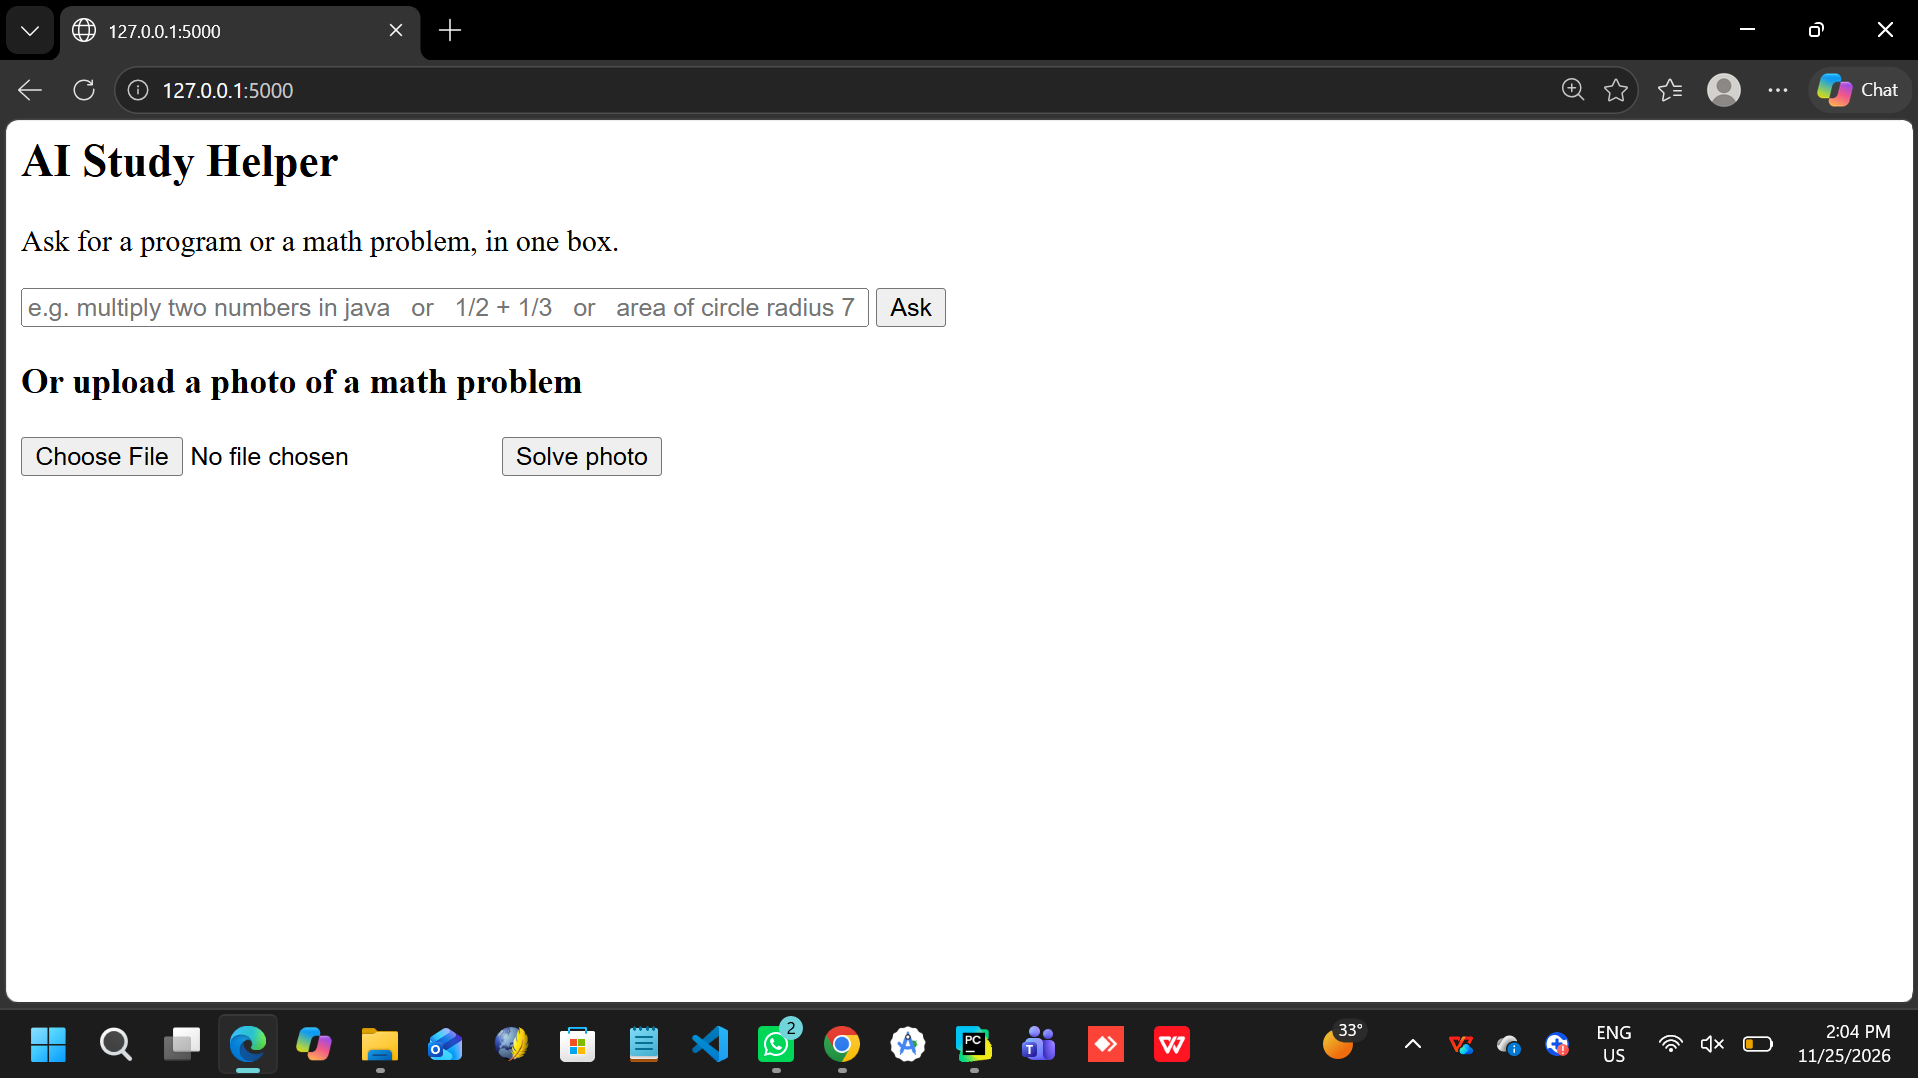 127.0.0.1:5000
127.0.0.1:5000
Chat
AI Study Helper
Ask for a program or a math problem, in one box.
e.g. multiply two numbers in java   or   1/2 + 1/3   or   area of circle radius 7
Ask
Or upload a photo of a math problem
Choose File No file chosen
Solve photo
2
PC
T
W
33°
ENG
US
2:04 PM
11/25/2026